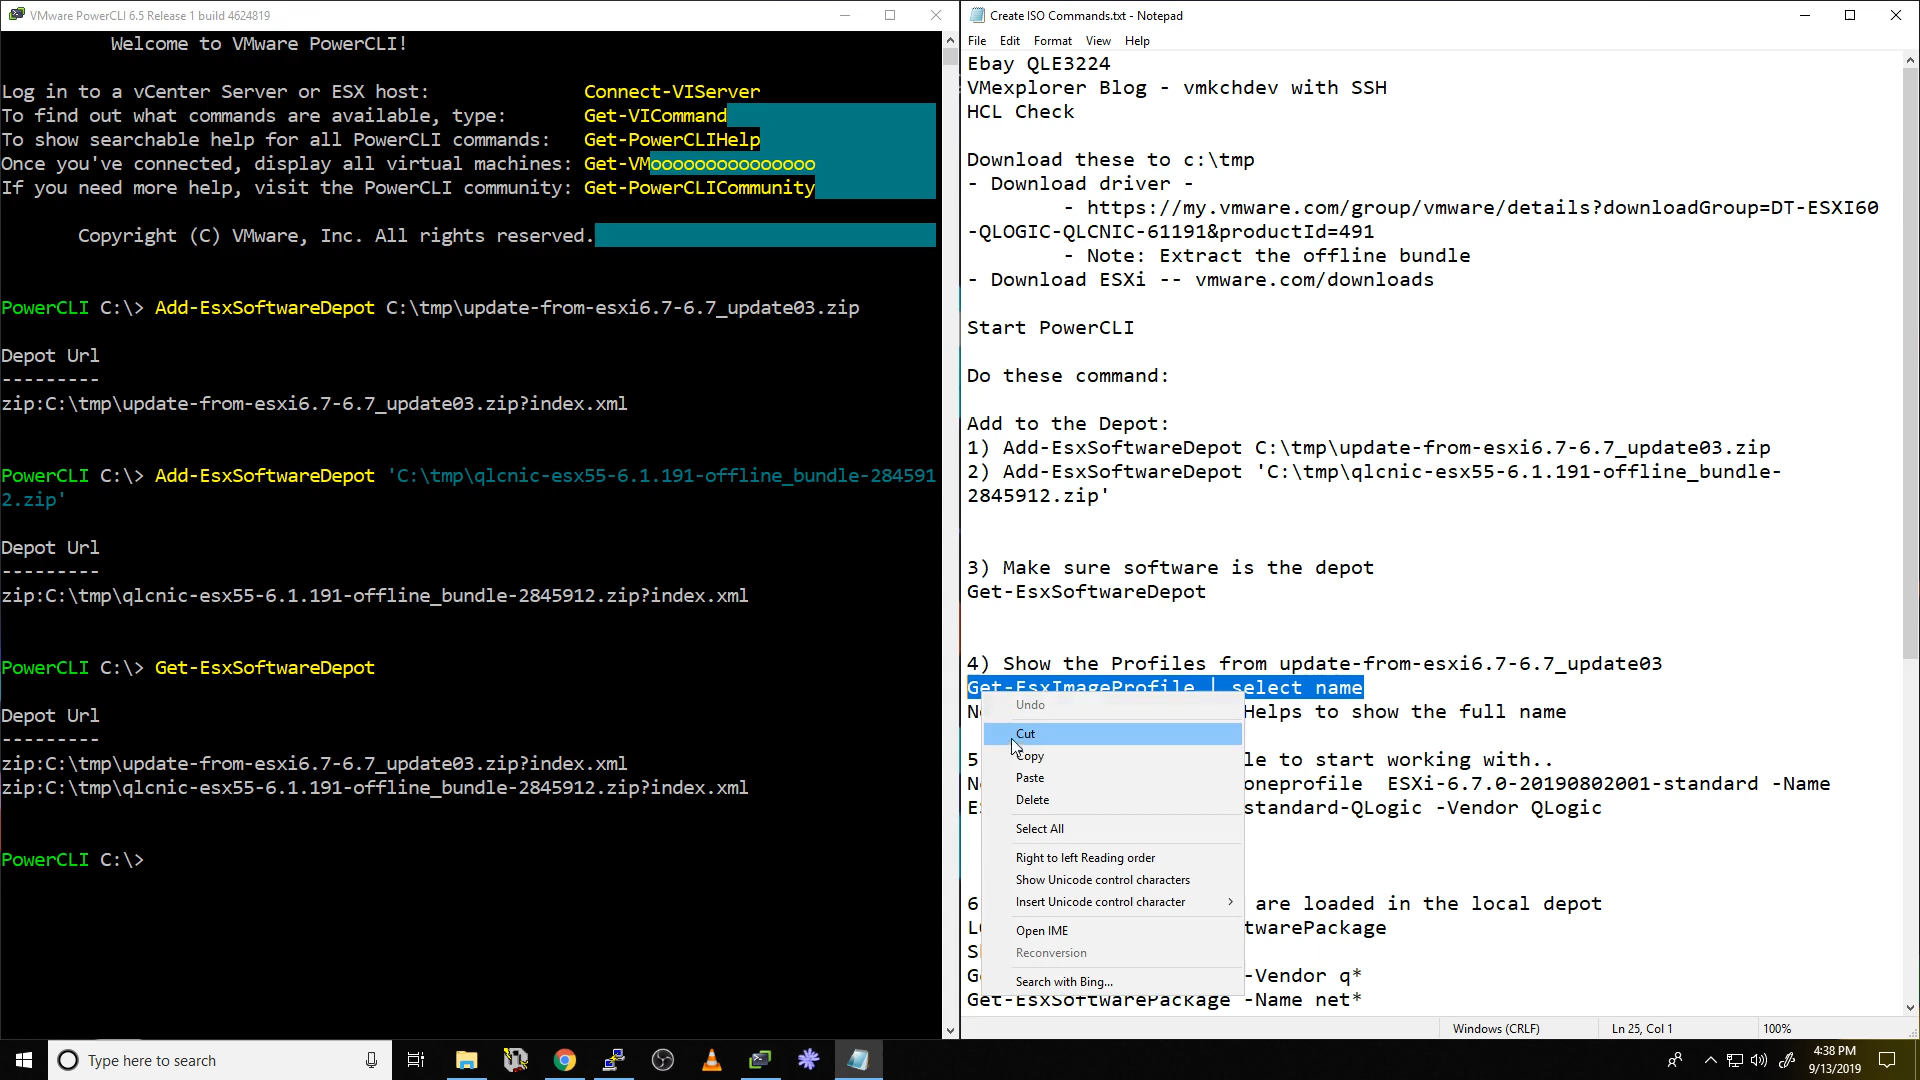 VMware PowerCLI 6.5 Release 1 build 4624819
Welcome to VMware PowerCLI!
Log in to a vCenter Server or ESX host: Connect-VIServer
To find out what commands are available, type: Get-VICommand
To show searchable help for all PowerCLI commands: Get-PowerCLIHelp
Once you've connected, display all virtual machines: Get-VMooooooooooooooo
If you need more help, visit the PowerCLI community: Get-PowerCLICommunity
Copyright (C) VMware, Inc. All rights reserved.
PowerCLI C:\> Add-EsxSoftwareDepot C:\tmp\update-from-esxi6.7-6.7_update03.zip
Depot Url
---------
zip:C:\tmp\update-from-esxi6.7-6.7_update03.zip?index.xml
PowerCLI C:\> Add-EsxSoftwareDepot 'C:\tmp\qlcnic-esx55-6.1.191-offline_bundle-284591
2.zip'
Depot Url
---------
zip:C:\tmp\qlcnic-esx55-6.1.191-offline_bundle-2845912.zip?index.xml
PowerCLI C:\> Get-EsxSoftwareDepot
Depot Url
---------
zip:C:\tmp\update-from-esxi6.7-6.7_update03.zip?index.xml
zip:C:\tmp\qlcnic-esx55-6.1.191-offline_bundle-2845912.zip?index.xml
PowerCLI C:\>
Create ISO Commands.txt - Notepad
File Edit Format View Help
Ebay QLE3224
VMexplorer Blog - vmkchdev with SSH
HCL Check
Download these to c:\tmp
- Download driver -
- https://my.vmware.com/group/vmware/details?downloadGroup=DT-ESXI60
-QLOGIC-QLCNIC-61191&productId=491
- Note: Extract the offline bundle
- Download ESXi -- vmware.com/downloads
Start PowerCLI
Do these command:
Add to the Depot:
1) Add-EsxSoftwareDepot C:\tmp\update-from-esxi6.7-6.7_update03.zip
2) Add-EsxSoftwareDepot 'C:\tmp\qlcnic-esx55-6.1.191-offline_bundle-
2845912.zip'
3) Make sure software is the depot
Get-EsxSoftwareDepot
4) Show the Profiles from update-from-esxi6.7-6.7_update03
Get-EsxImageProfile | select name
Helps to show the full name
5 le to start working with..
oneprofile ESXi-6.7.0-20190802001-standard -Name
standard-QLogic -Vendor QLogic
6 are loaded in the local depot
twarePackage
-Vendor q*
Get-EsxSoftwarePackage -Name net*
Undo
Cut
Copy
Paste
Delete
Select All
Right to left Reading order
Show Unicode control characters
Insert Unicode control character
Open IME
Reconversion
Search with Bing...
Windows (CRLF) Ln 25, Col 1 100%
Type here to search
4:38 PM
9/13/2019